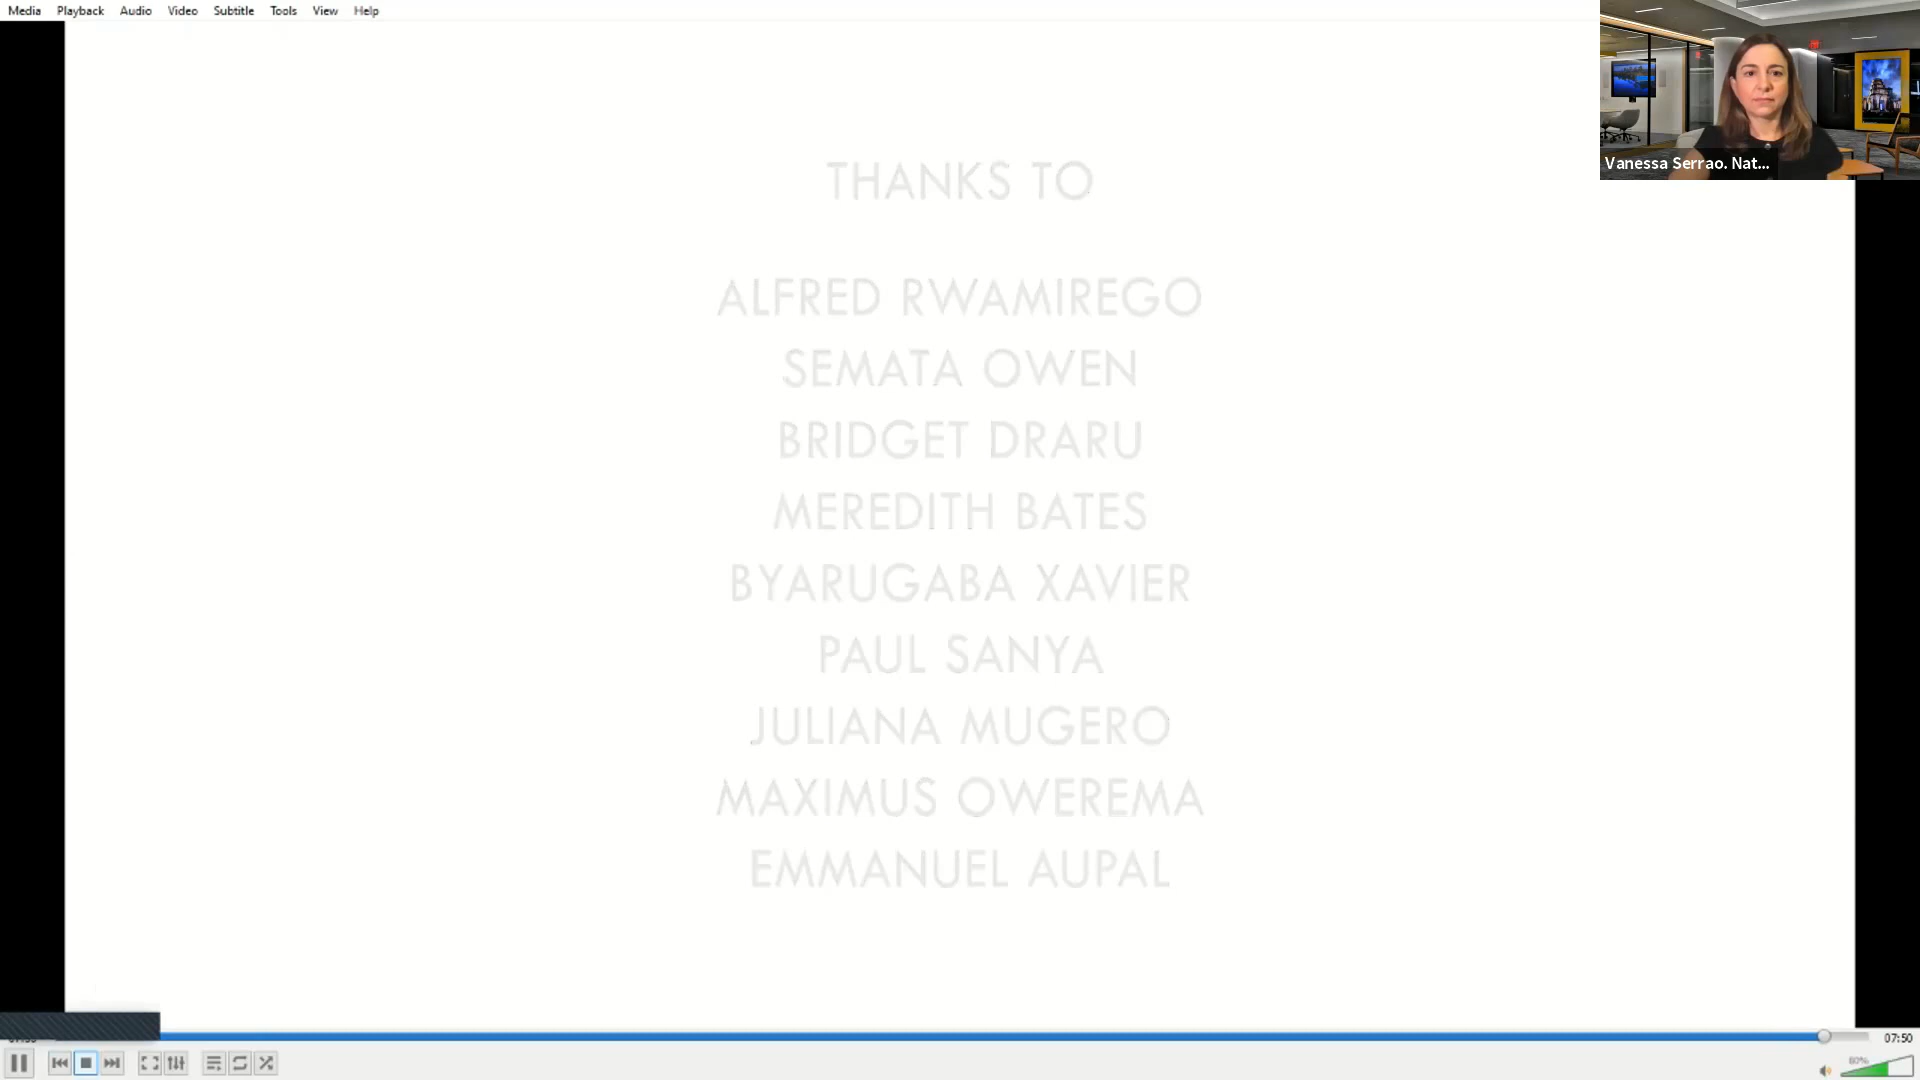 Media Playback Audio Video Subtitle Tools View Help
Vanessa Serrao. Nat...
THANKS TO
ALFRED RWAMIREGO
SEMATA OWEN
BRIDGET DRARU
MEREDITH BATES
BYARUGABA XAVIER
PAUL SANYA
JULIANA MUGERO
MAXIMUS OWEREMA
EMMANUEL AUPAL
07:50
80%